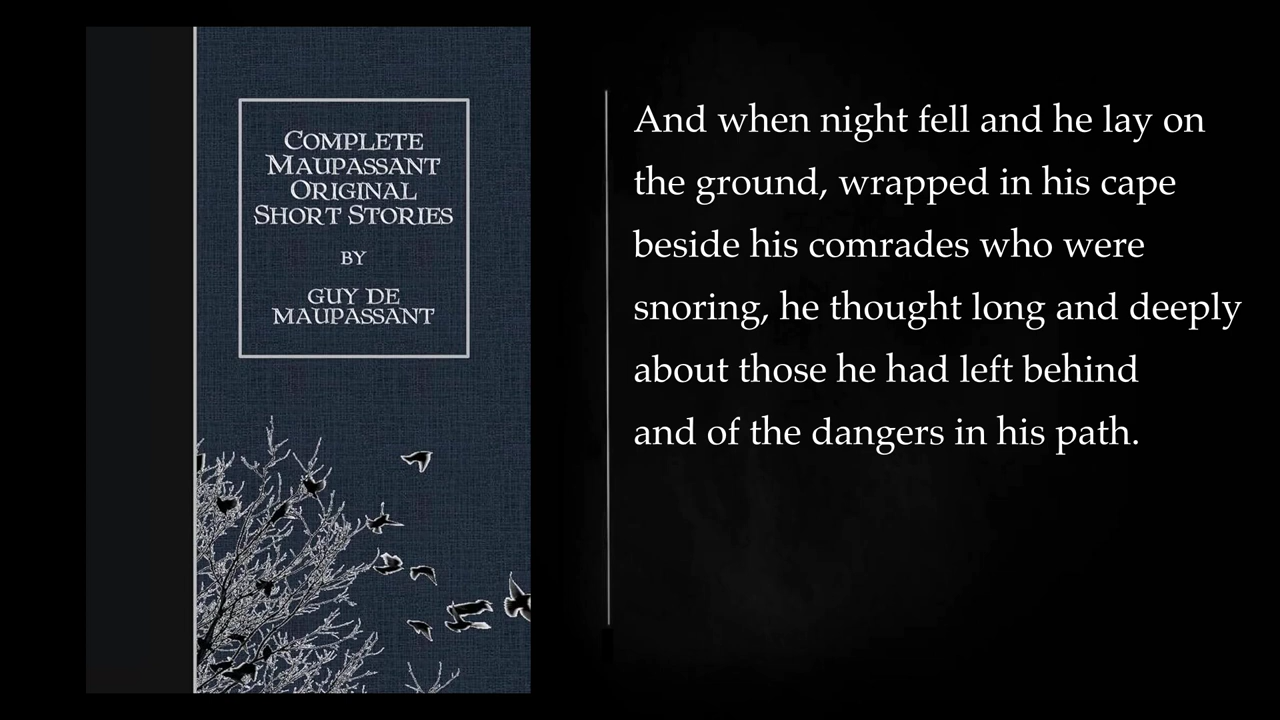 COMPLETE
MAUPASSANT
ORIGINAL
SHORT STORIES
BY
GUY DE
MAUPASSANT
And when night fell and he lay on
the ground, wrapped in his cape
beside his comrades who were
snoring, he thought long and deeply
about those he had left behind
and of the dangers in his path.